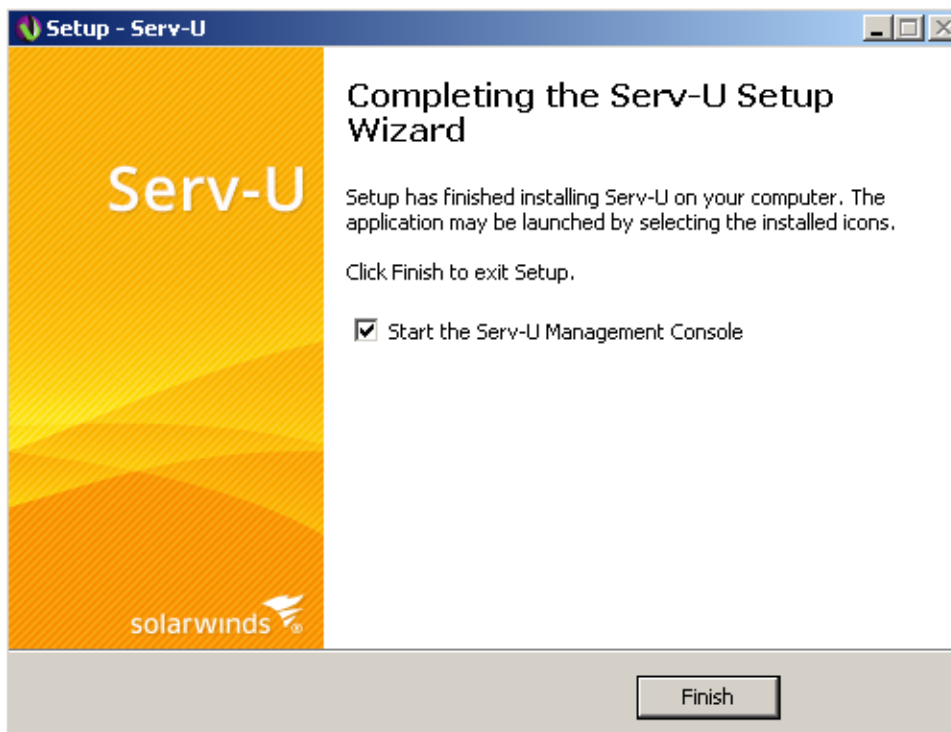 Setup - Serv-U
Serv-U
Completing the Serv-U Setup
Wizard
Setup has finished installing Serv-U on your computer. The
application may be launched by selecting the installed icons.
Click Finish to exit Setup.
Start the Serv-U Management Console
solarwinds
Finish